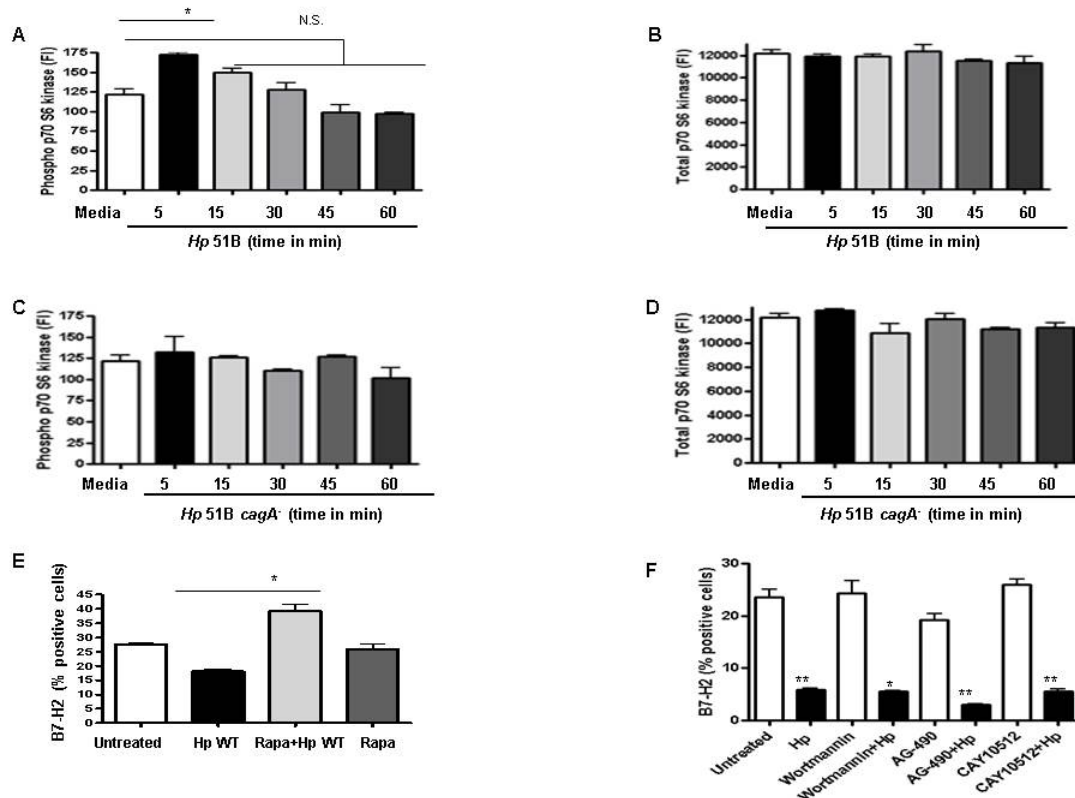 A
*
N.S.
Phospho p70 S6 kinase (FI)
175
150
125
100
75
50
25
0
Media 5 15 30 45 60
Hp 51B (time in min)
B
Total p70 S6 kinase (FI)
12000
10000
8000
6000
4000
2000
0
Media 5 15 30 45 60
Hp 51B (time in min)
C
Phospho p70 S6 kinase (FI)
175
150
125
100
75
50
25
0
Media 5 15 30 45 60
Hp 51B cagA- (time in min)
D
Total p70 S6 kinase (FI)
12000
10000
8000
6000
4000
2000
0
Media 5 15 30 45 60
Hp 51B cagA- (time in min)
E
*
B7-H2 (% positive cells)
45
40
35
30
25
20
15
10
5
0
Untreated Hp WT Rapa+Hp WT Rapa
F
B7-H2 (% positive cells)
30
20
10
0
** * ** **
Untreated
Hp
Wortmannin
Wortmannin+Hp
AG-490
AG-490+Hp
CAY10512
CAY10512+Hp